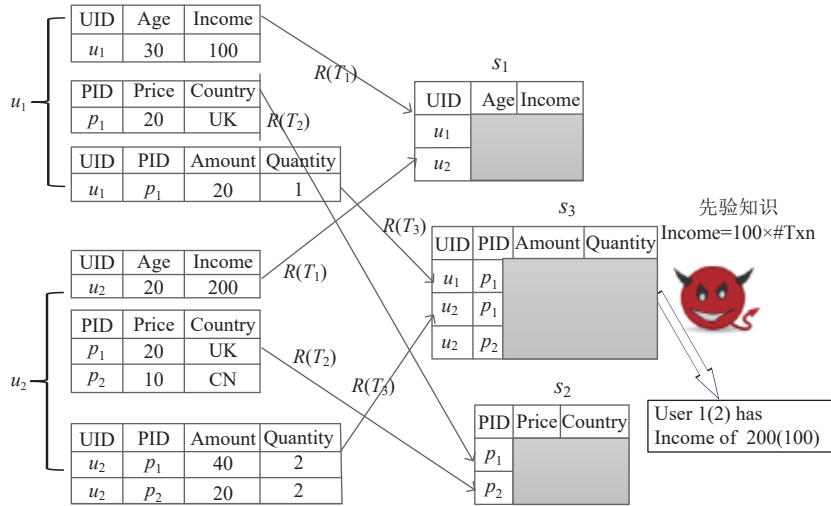 u1
UID Age Income
u1 30 100
PID Price Country
p1 20 UK
UID PID Amount Quantity
u1 p1 20 1
u2
UID Age Income
u2 20 200
PID Price Country
p1 20 UK
p2 10 CN
UID PID Amount Quantity
u2 p1 40 2
u2 p2 20 2
R(T1)
R(T2)
R(T3)
R(T1)
R(T2)
R(T3)
s1
UID Age Income
u1
u2
s3
UID PID Amount Quantity
u1 p1
u2 p1
u2 p2
s2
PID Price Country
p1
p2
先验知识
Income=100×#Txn
User 1(2) has
Income of 200(100)